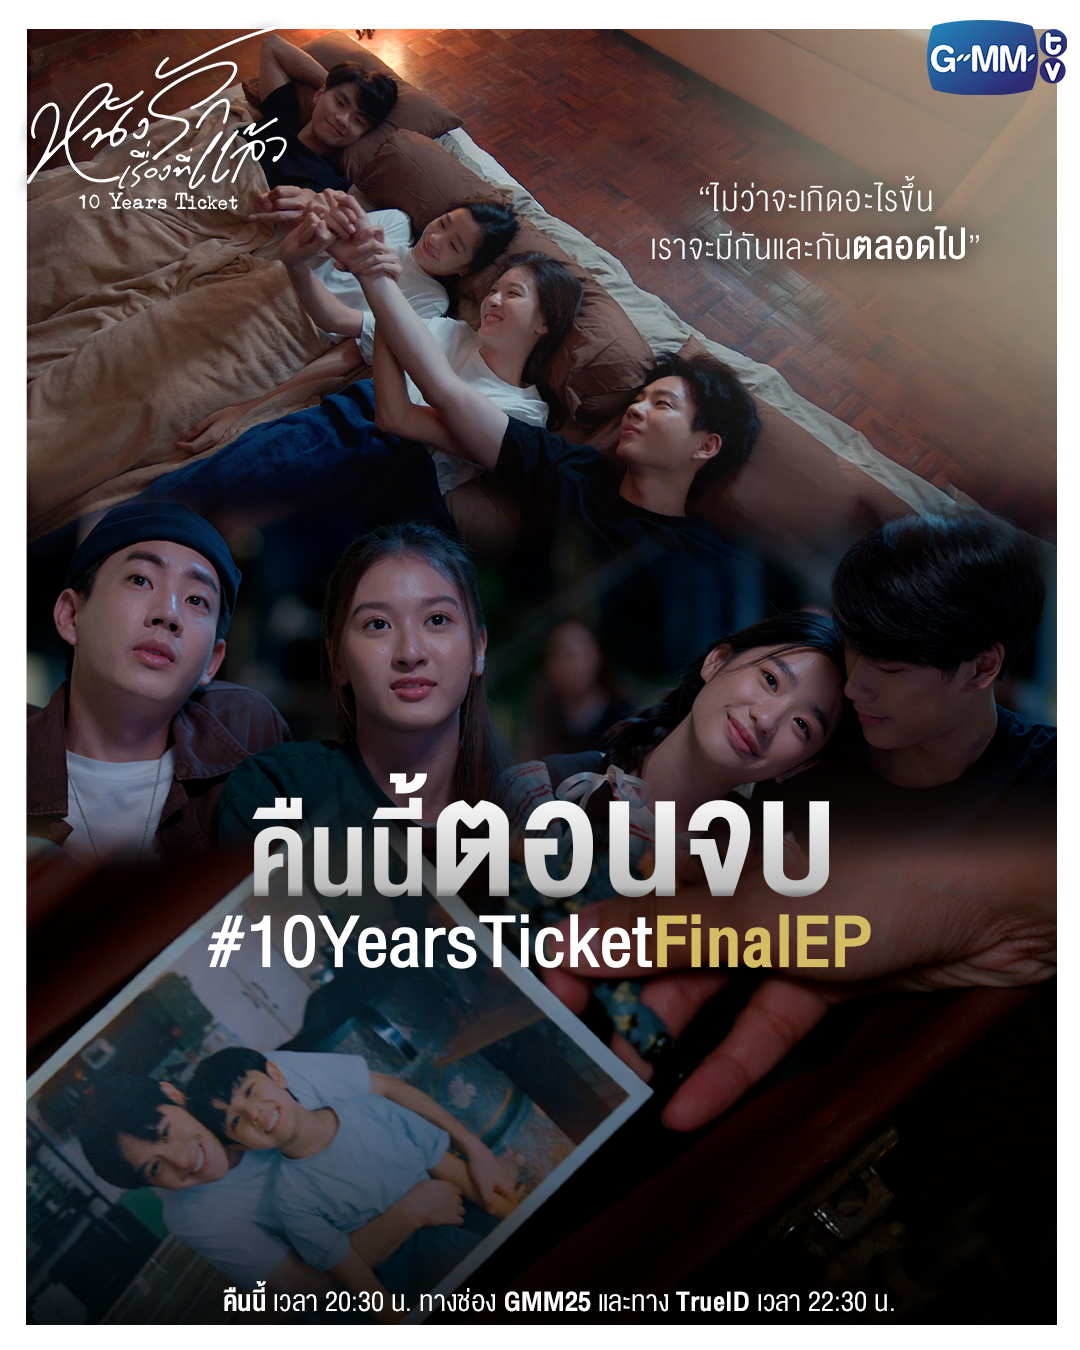 หนังรัก
เรื่องที่แล้ว
10 Years Ticket
GMM
tv
“ไม่ว่าจะเกิดอะไรขึ้น
เราจะมีกันและกันตลอดไป”
คืนนี้ตอนจบ
#10YearsTicketFinalEP
คืนนี้ เวลา 20:30 น. ทางช่อง GMM25 และทาง TrueID เวลา 22:30 น.